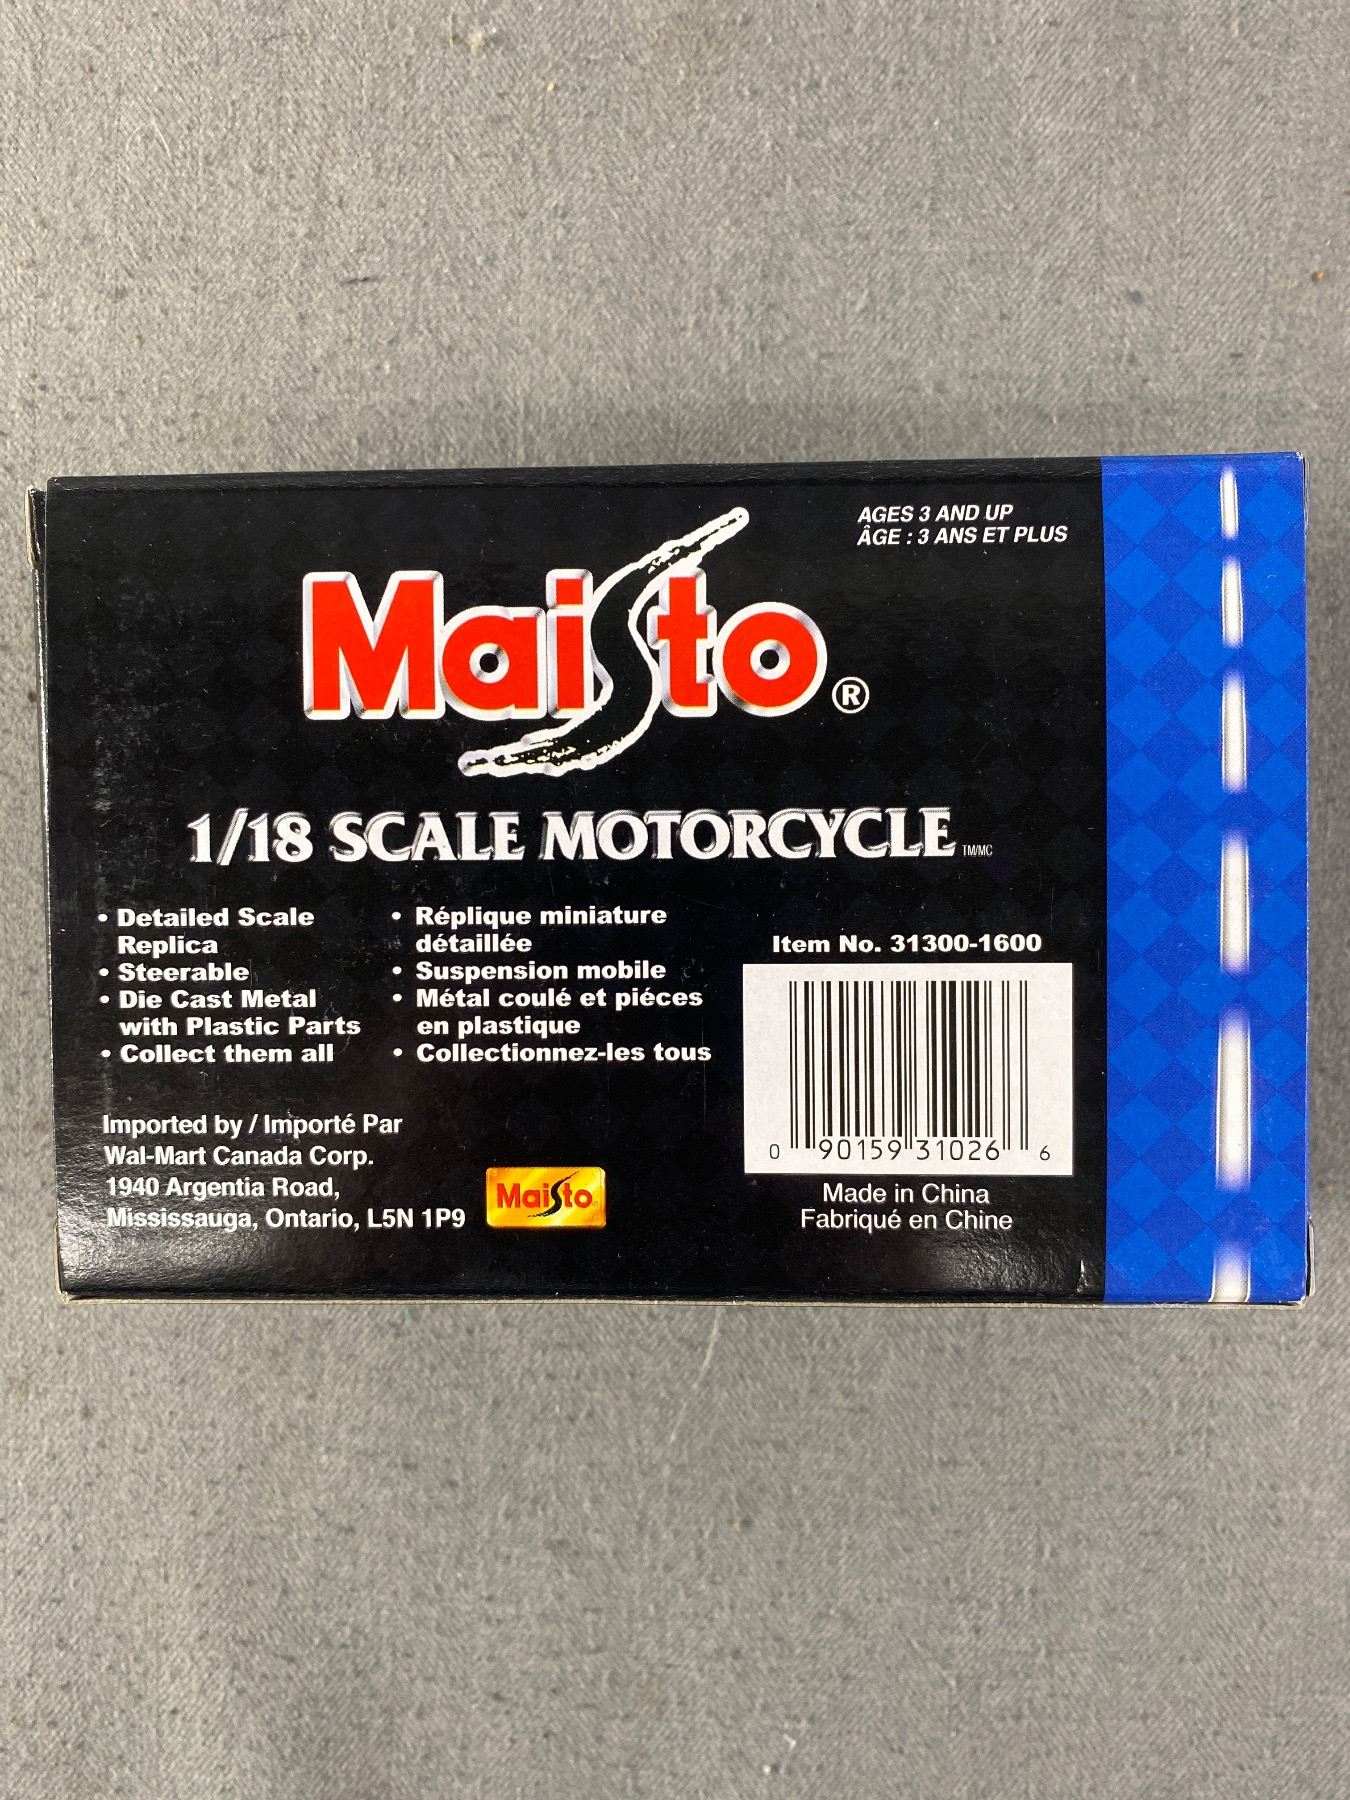 AGES 3 AND UP
ÂGE : 3 ANS ET PLUS
Maisto®
1/18 SCALE MOTORCYCLE TM/MC
• Detailed Scale
Replica
• Steerable
• Die Cast Metal
with Plastic Parts
• Collect them all
• Réplique miniature
détaillée
• Suspension mobile
• Métal coulé et piéces
en plastique
• Collectionnez-les tous
Item No. 31300-1600
0 90159 31026 6
Made in China
Fabriqué en Chine
Imported by / Importé Par
Wal-Mart Canada Corp.
1940 Argentia Road,
Mississauga, Ontario, L5N 1P9
Maisto